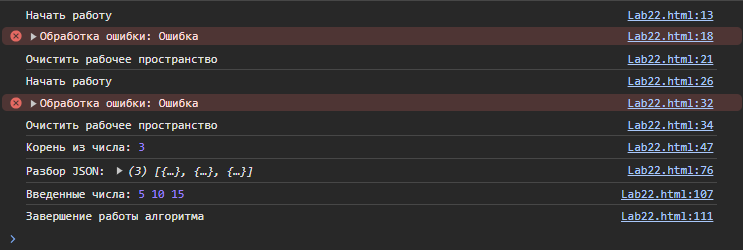 Начать работу Lab22.html:13
▶Обработка ошибки: Ошибка Lab22.html:18
Очистить рабочее пространство Lab22.html:21
Начать работу Lab22.html:26
▶Обработка ошибки: Ошибка Lab22.html:32
Очистить рабочее пространство Lab22.html:34
Корень из числа: 3 Lab22.html:47
Разбор JSON: ▶(3) [{…}, {…}, {…}] Lab22.html:76
Введенные числа: 5 10 15 Lab22.html:107
Завершение работы алгоритма Lab22.html:111
>